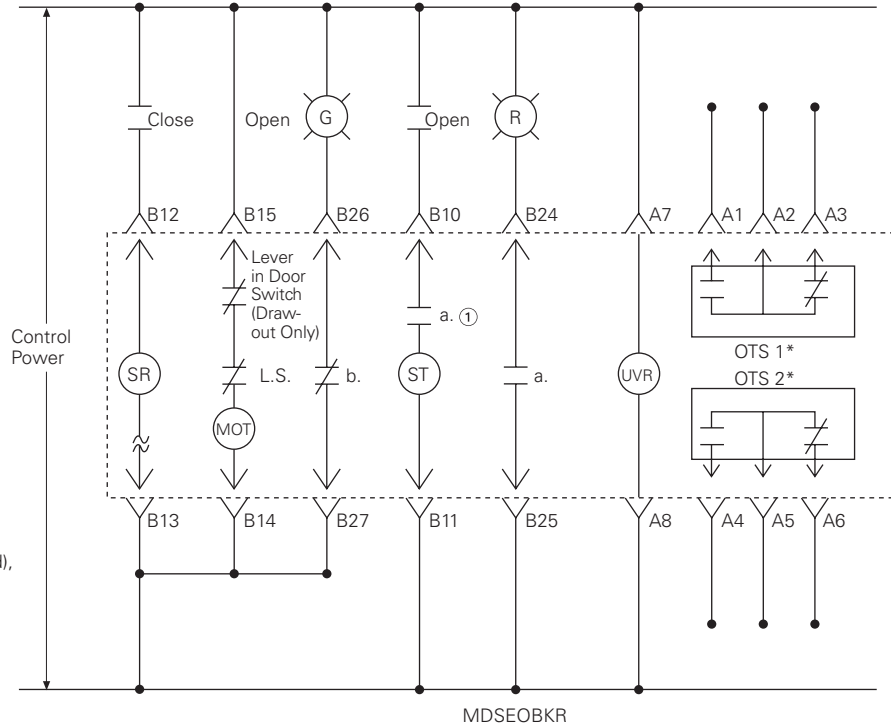 Close
Open
G
Open
R
B12
B15
B26
B10
B24
A7
A1
A2
A3
Lever
in Door
Switch
(Draw-
out Only)
a. ①
OTS 1*
OTS 2*
Control
Power
SR
L.S.
b.
ST
a.
UVR
MOT
B13
B14
B27
B11
B25
A8
A4
A5
A6
d),
MDSEOBKR